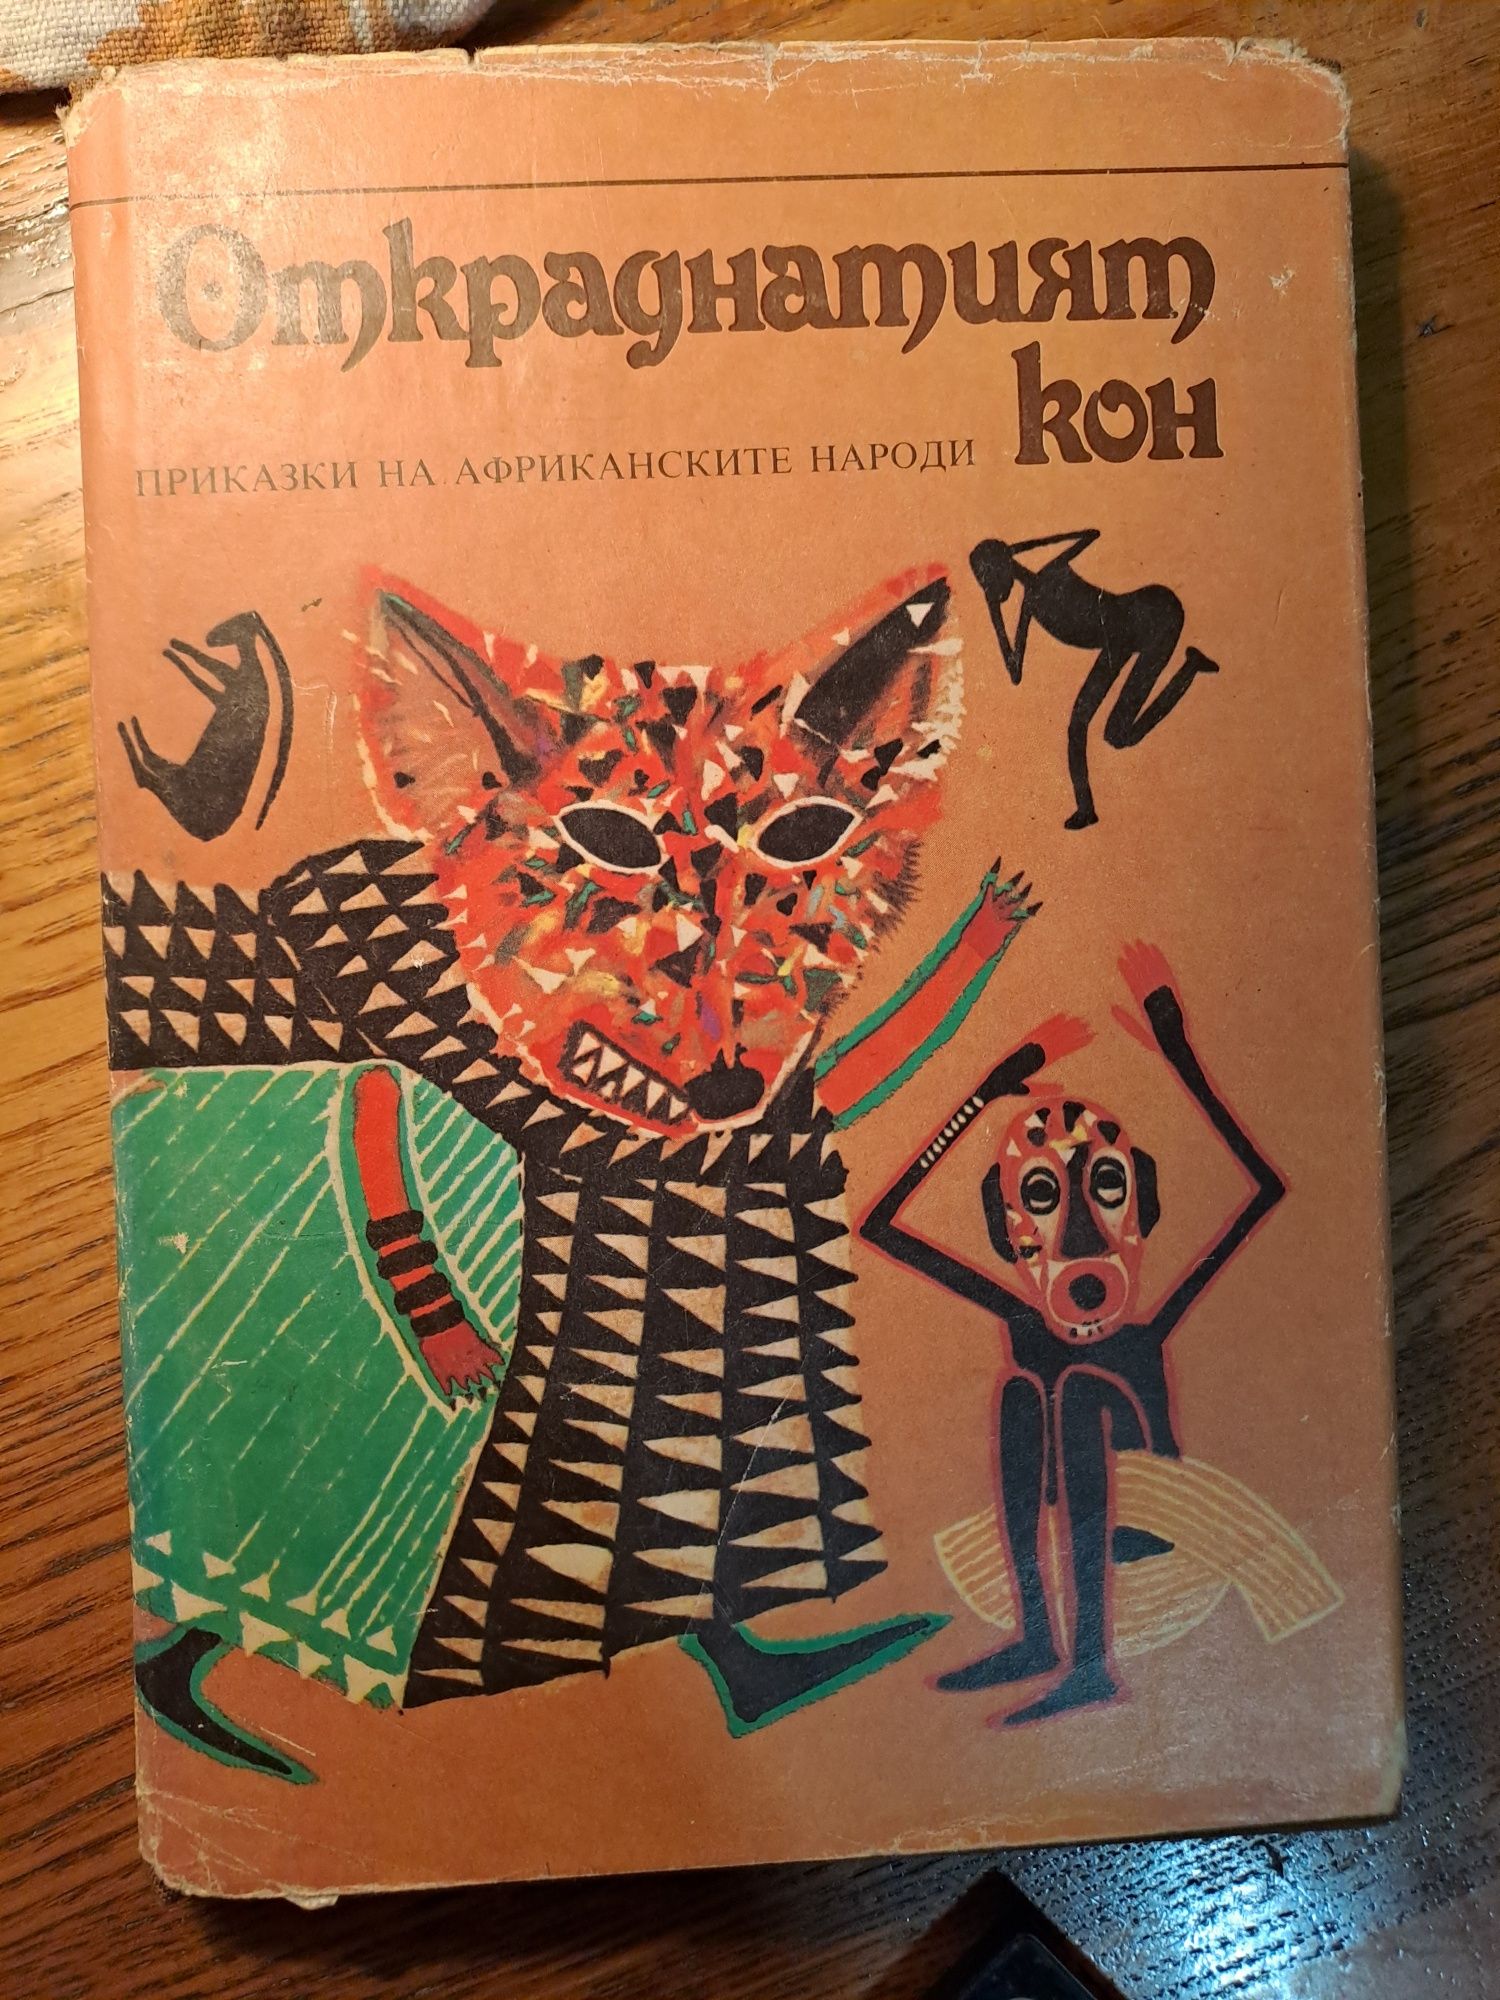 Откраднатият
кон
ПРИКАЗКИ НА АФРИКАНСКИТЕ НАРОДИ